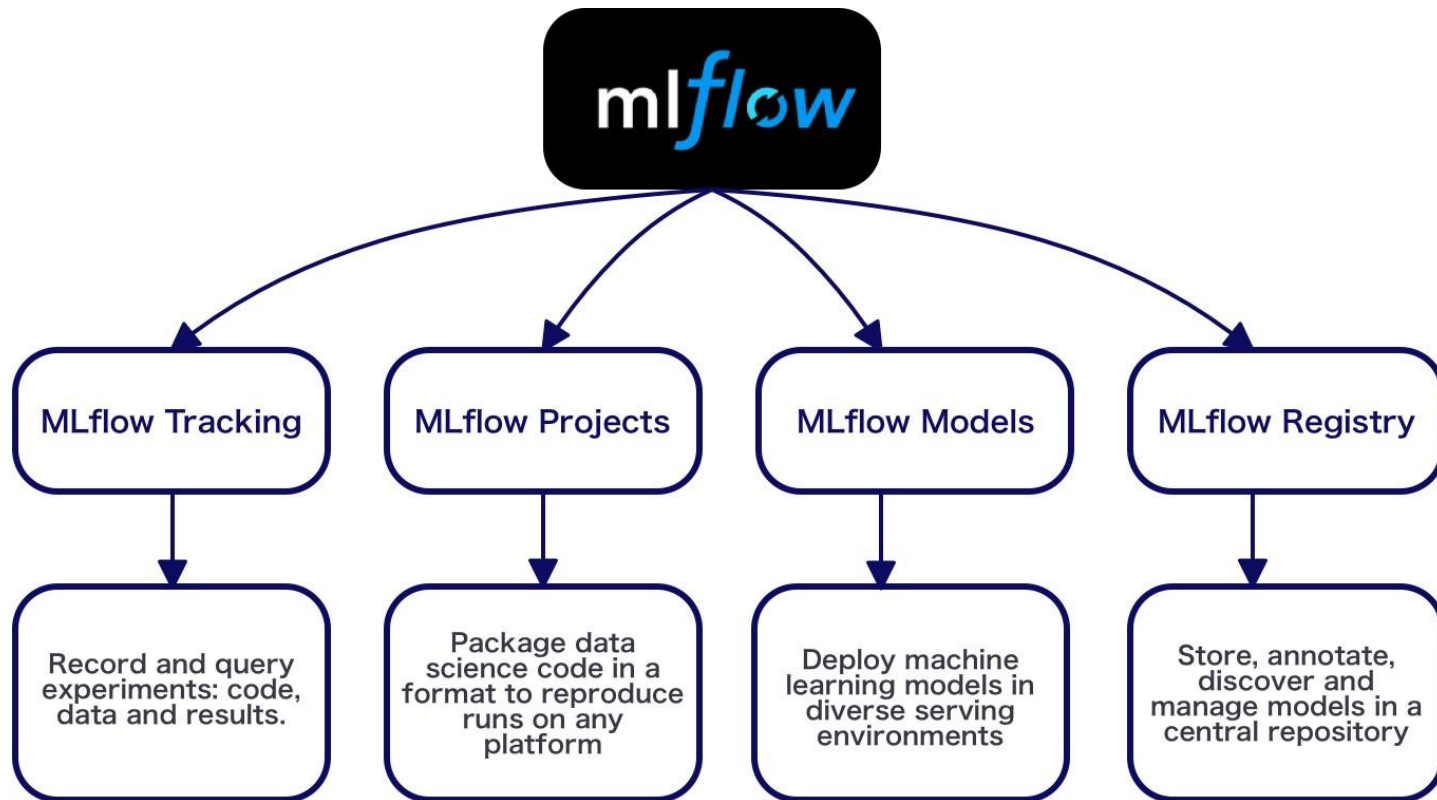 mlflow
MLflow Tracking
MLflow Projects
MLflow Models
MLflow Registry
Record and query
experiments: code,
data and results.
Package data
science code in a
format to reproduce
runs on any
platform
Deploy machine
learning models in
diverse serving
environments
Store, annotate,
discover and
manage models in a
central repository